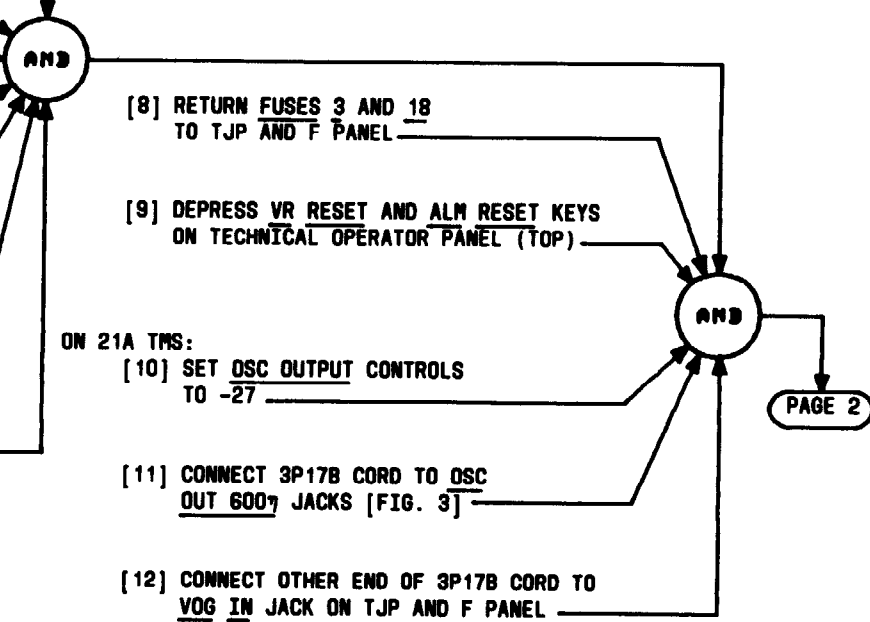 AND
[8] RETURN FUSES 3 AND 18
TO TJP AND F PANEL
[9] DEPRESS VR RESET AND ALM RESET KEYS
ON TECHNICAL OPERATOR PANEL (TOP)
AND
ON 21A TMS:
[10] SET OSC OUTPUT CONTROLS
TO -27
PAGE 2
[11] CONNECT 3P17B CORD TO OSC
OUT 600η JACKS [FIG. 3]
[12] CONNECT OTHER END OF 3P17B CORD TO
VOG IN JACK ON TJP AND F PANEL